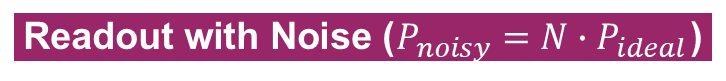 Readout with Noise (P_noisy = N · P_ideal)